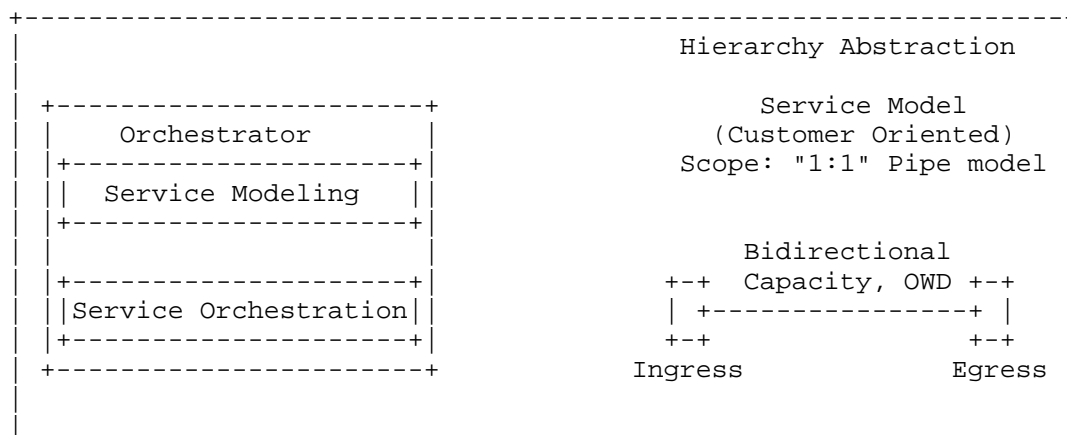 Hierarchy Abstraction
Service Model
Orchestrator (Customer Oriented)
Scope: "1:1" Pipe model
Service Modeling
Bidirectional
Capacity, OWD
Service Orchestration
Ingress Egress